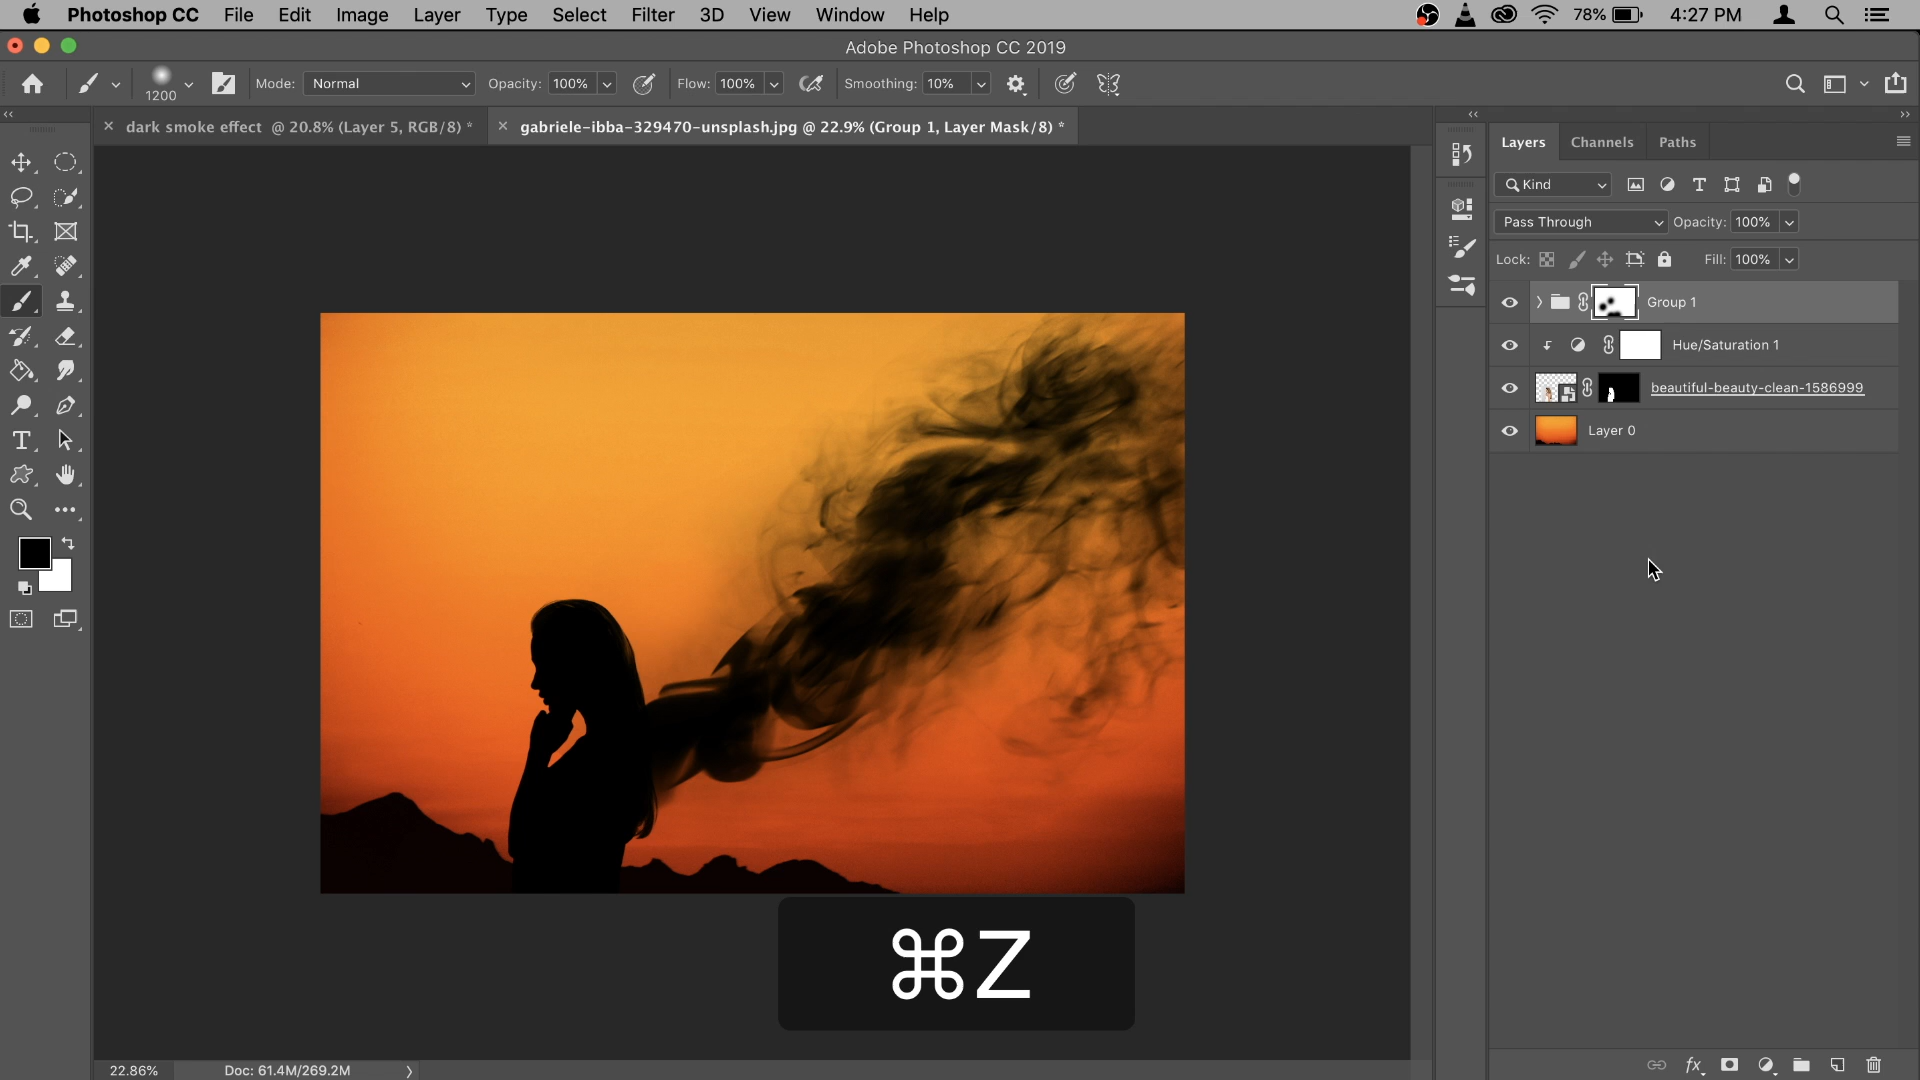 Photoshop CC File Edit Image Layer Type Select Filter 3D View Window Help 78% 4:27 PM
Adobe Photoshop CC 2019
1200 Mode: Normal Opacity: 100% Flow: 100% Smoothing: 10%
dark smoke effect @ 20.8% (Layer 5, RGB/8) *
gabriele-ibba-329470-unsplash.jpg @ 22.9% (Group 1, Layer Mask/8) *
Layers Channels Paths
Kind
Pass Through Opacity: 100%
Lock: Fill: 100%
Group 1
Hue/Saturation 1
beautiful-beauty-clean-1586999
Layer 0
⌘Z
22.86% Doc: 61.4M/269.2M
fx